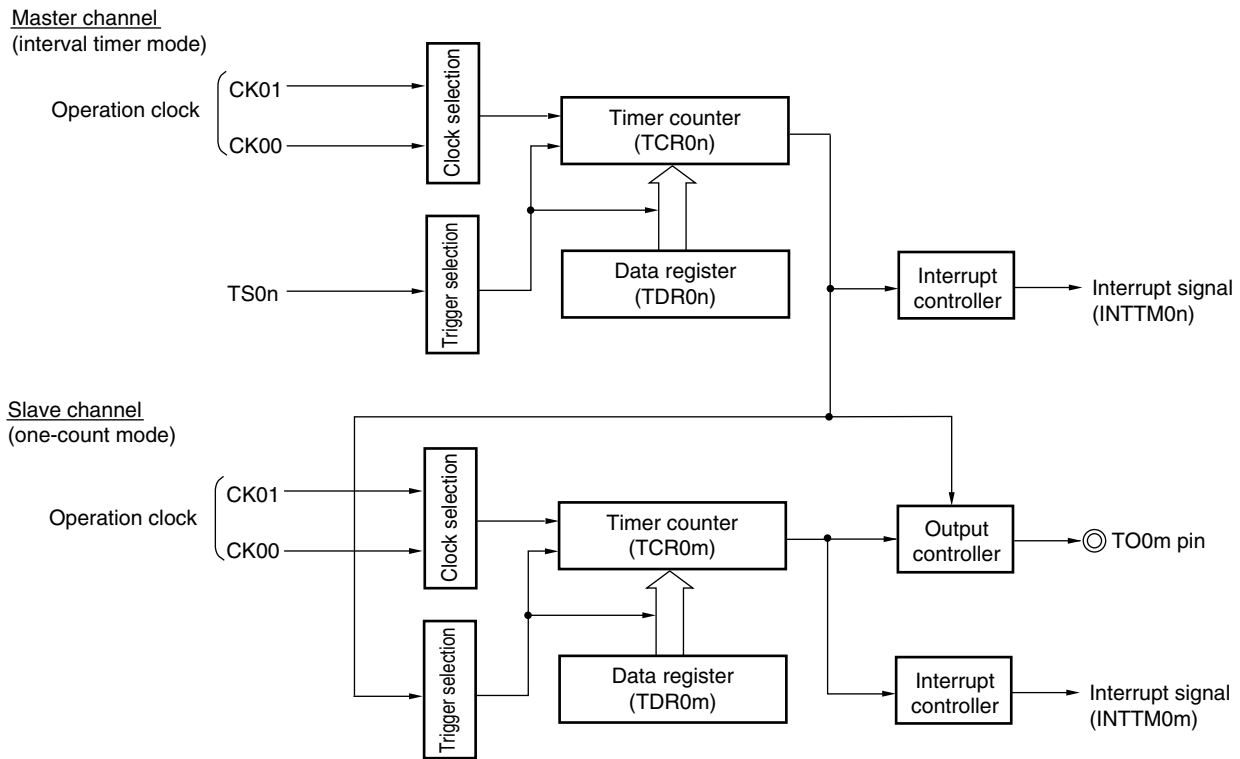 Master channel
(interval timer mode)
Operation clock
CK01
CK00
Clock selection
Timer counter
(TCR0n)
TS0n
Trigger selection
Data register
(TDR0n)
Interrupt
controller
Interrupt signal
(INTTM0n)
Slave channel
(one-count mode)
Operation clock
CK01
CK00
Clock selection
Timer counter
(TCR0m)
Output
controller
TO0m pin
Trigger selection
Data register
(TDR0m)
Interrupt
controller
Interrupt signal
(INTTM0m)